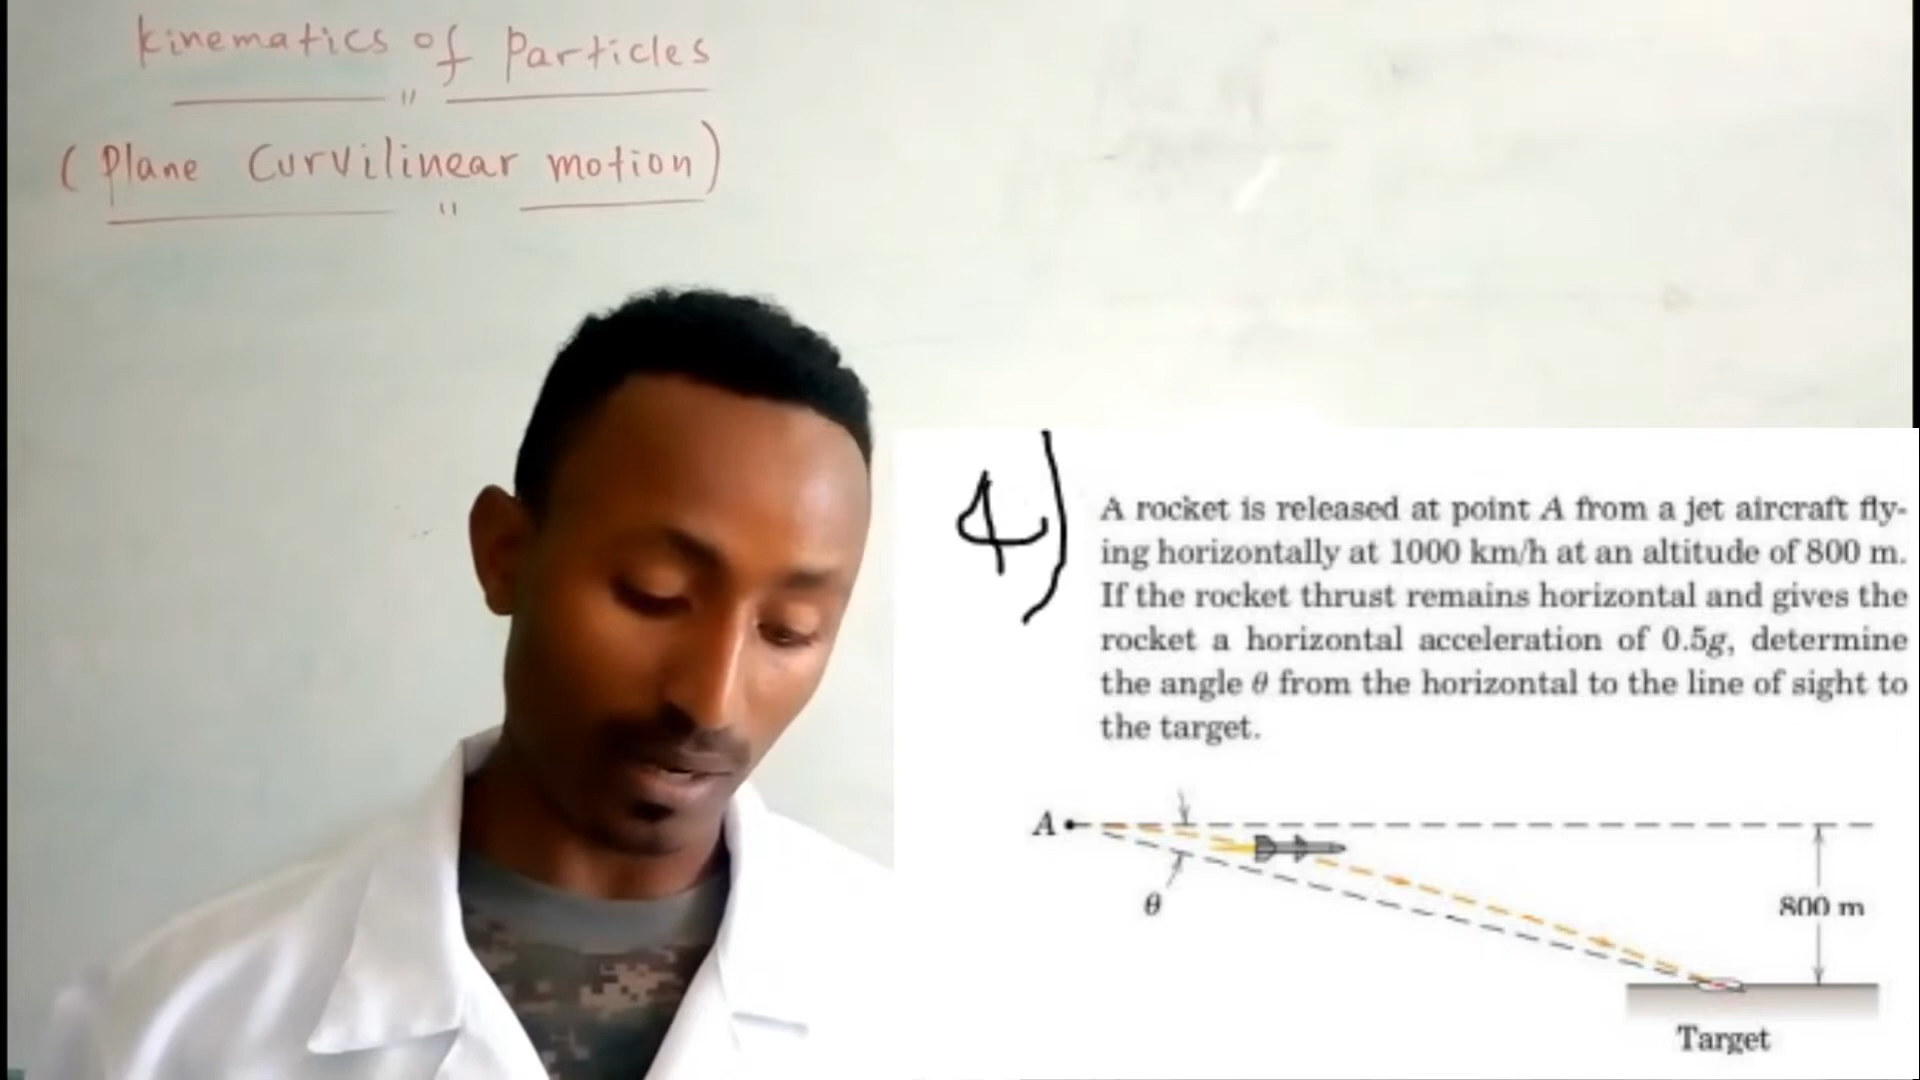 kinematics of Particles
(Plane Curvilinear motion)
4)
A rocket is released at point A from a jet aircraft fly-
ing horizontally at 1000 km/h at an altitude of 800 m.
If the rocket thrust remains horizontal and gives the
rocket a horizontal acceleration of 0.5g, determine
the angle θ from the horizontal to the line of sight to
the target.
A
θ
800 m
Target